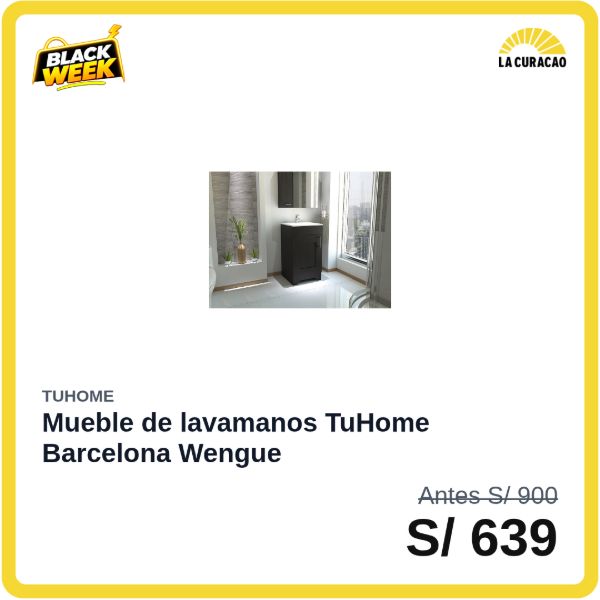 BLACK
WEEK
LA CURACAO
TUHOME
Mueble de lavamanos TuHome
Barcelona Wengue
Antes S/ 900
S/ 639